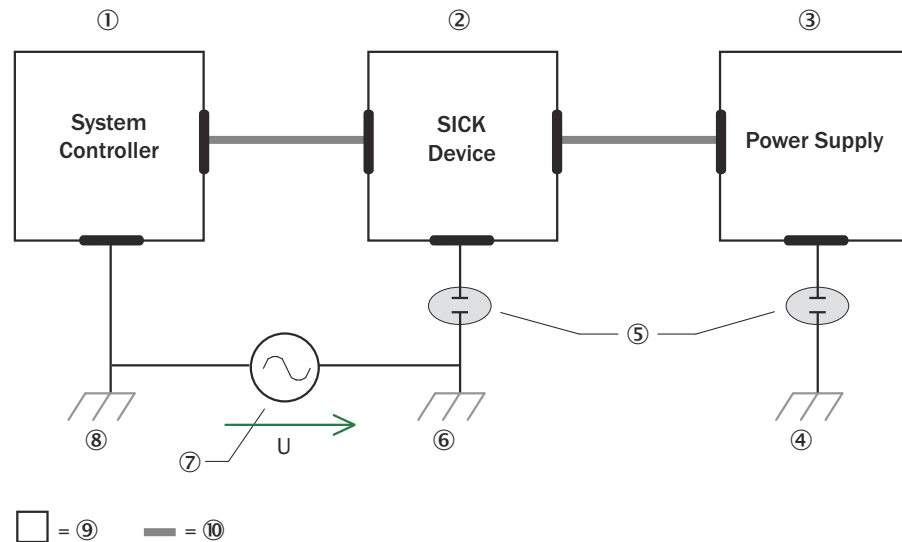 ① ② ③
System
Controller
SICK
Device
Power Supply
⑤
⑧ ⑥ ④
⑦ U
= ⑨ = ⑩